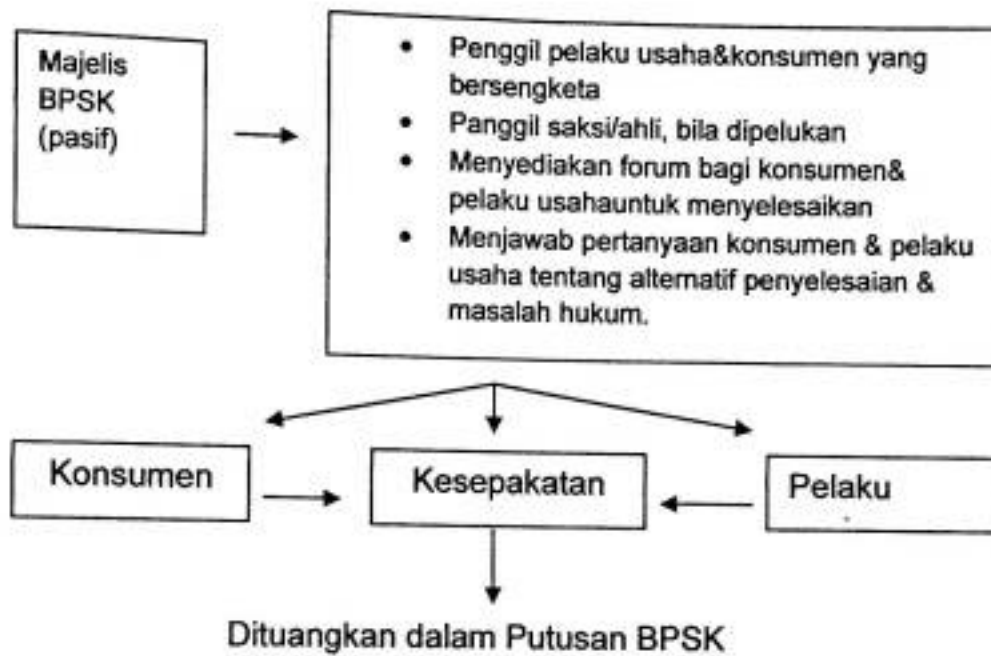 Majelis
BPSK
(pasif)
• Penggil pelaku usaha&konsumen yang
bersengketa
• Panggil saksi/ahli, bila dipelukan
• Menyediakan forum bagi konsumen&
pelaku usahauntuk menyelesaikan
• Menjawab pertanyaan konsumen & pelaku
usaha tentang alternatif penyelesaian &
masalah hukum.
Konsumen
Kesepakatan
Pelaku
Dituangkan dalam Putusan BPSK